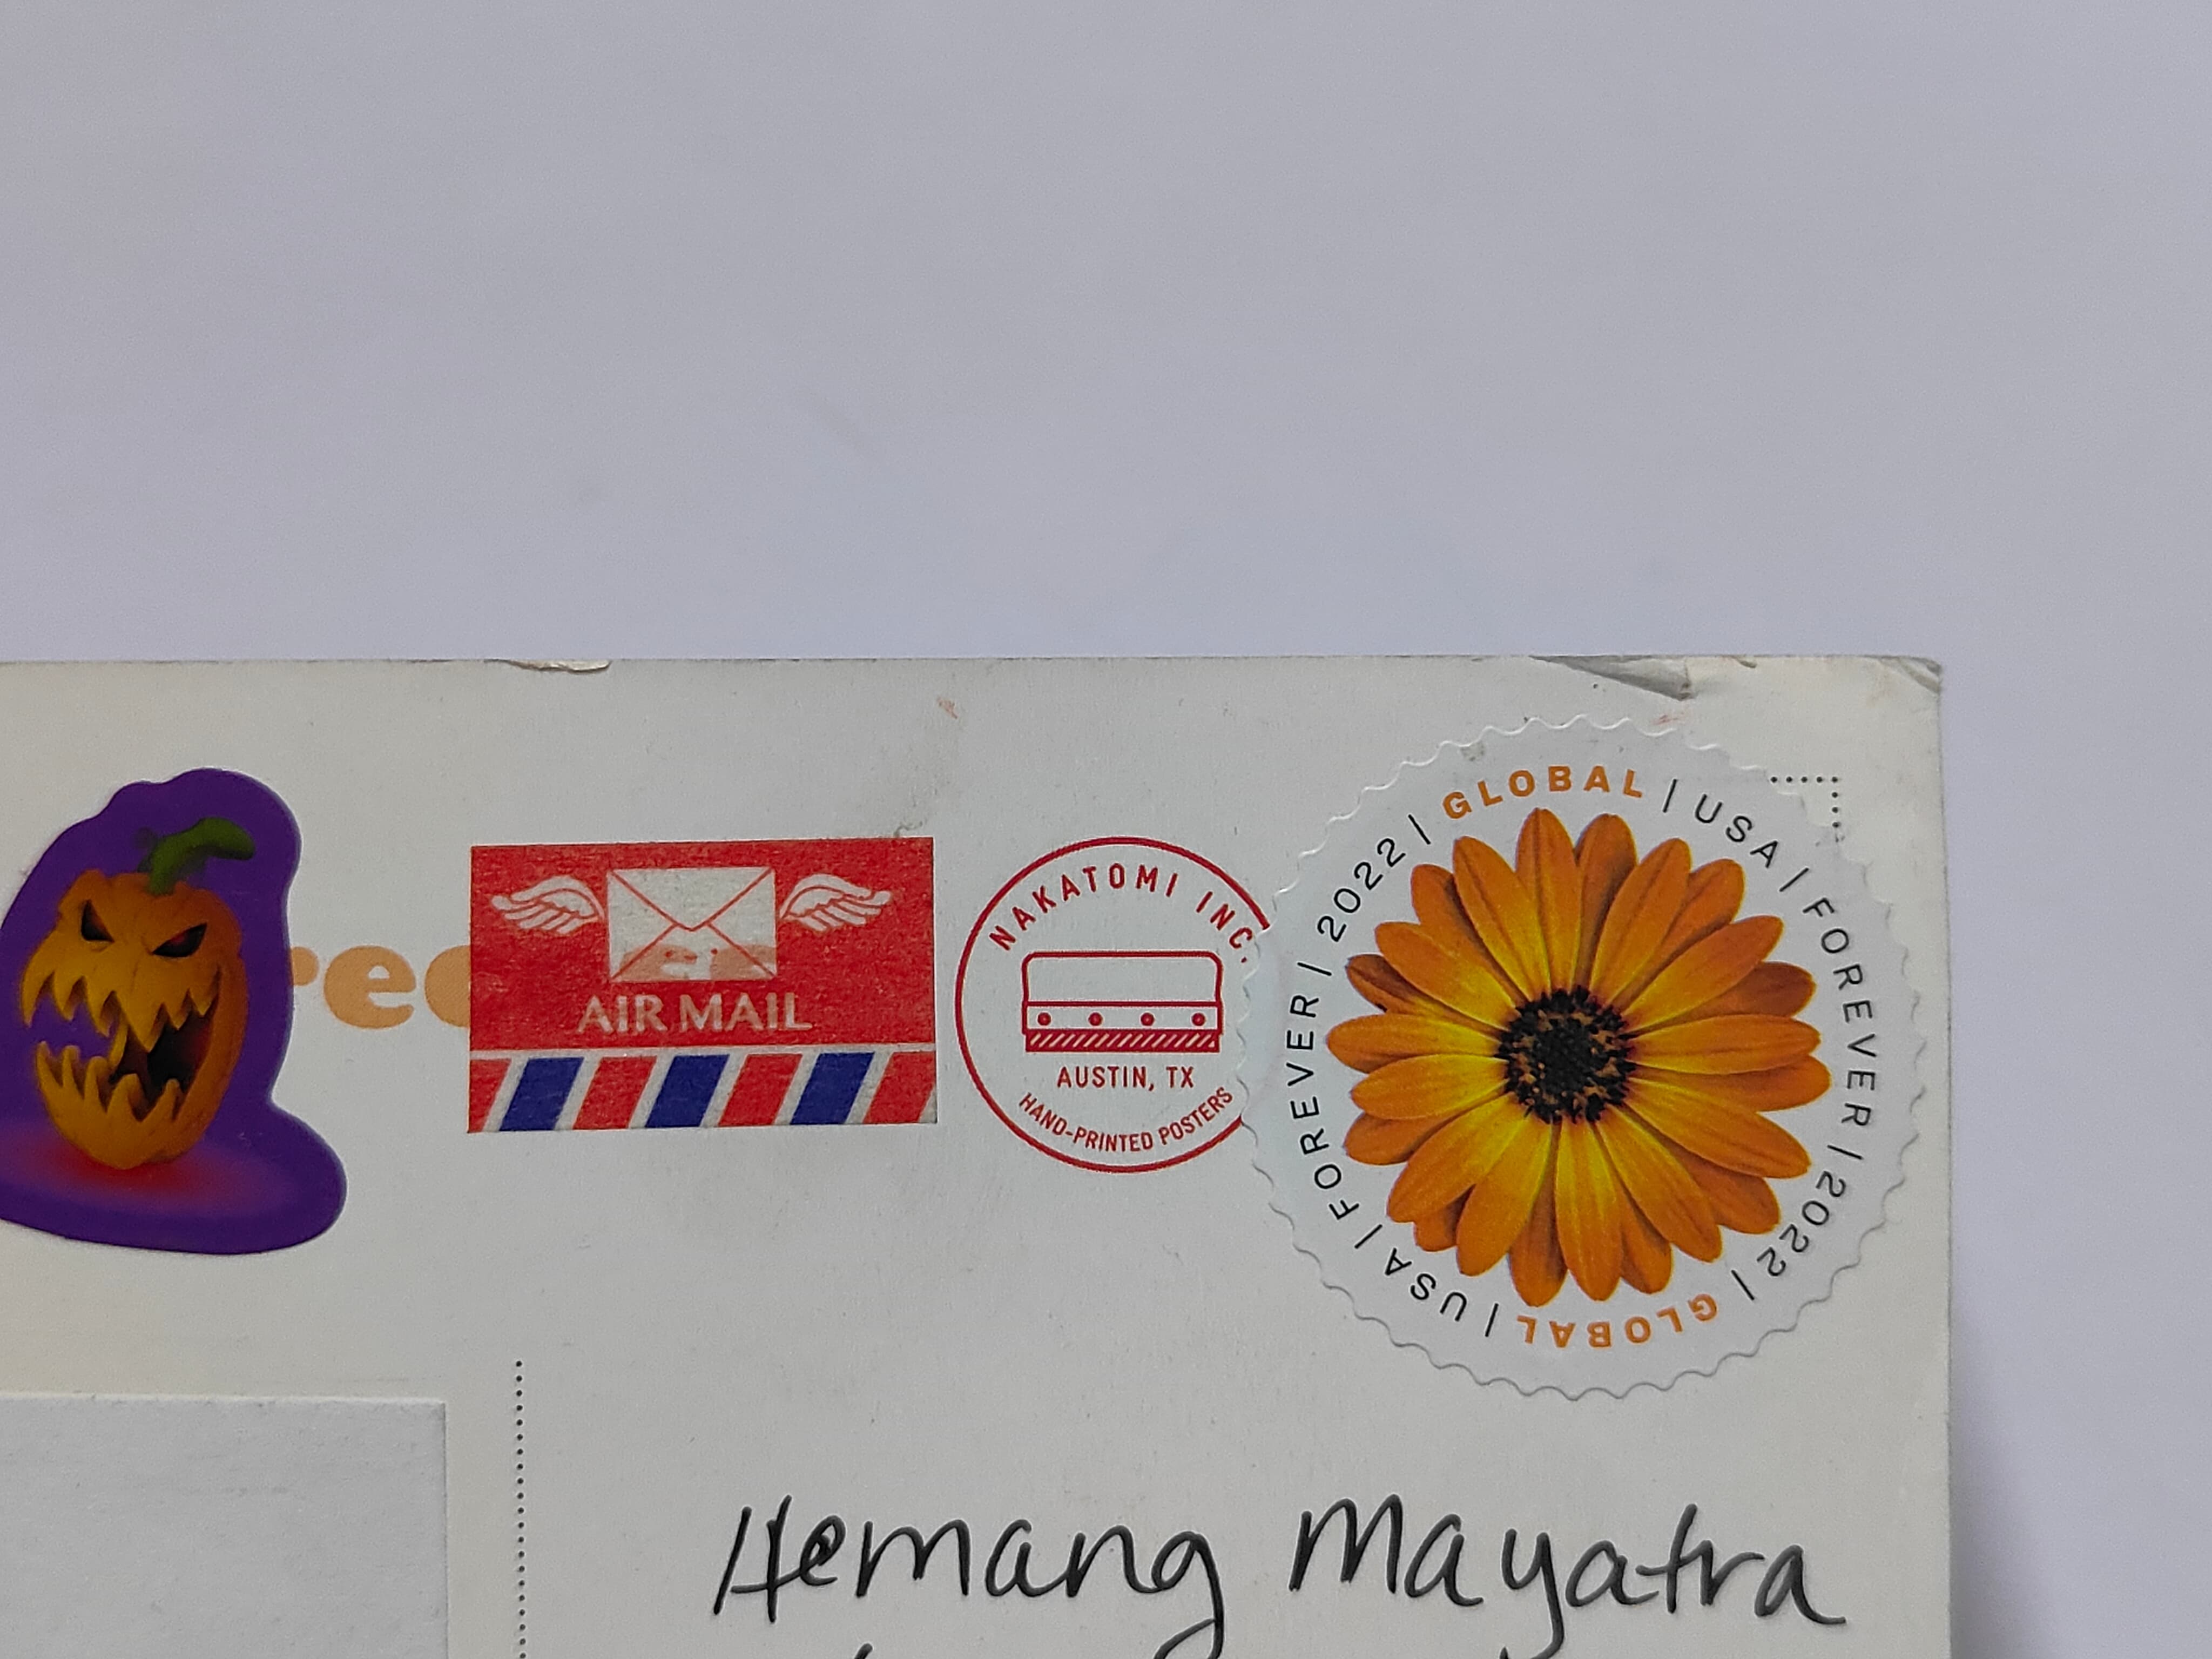 GLOBAL | USA | FOREVER | 2022 | GLOBAL | USA | FOREVER | 2022 |
NAKATOMI INC.
AUSTIN, TX
HAND-PRINTED POSTERS
AIR MAIL
Hemang Mayatra